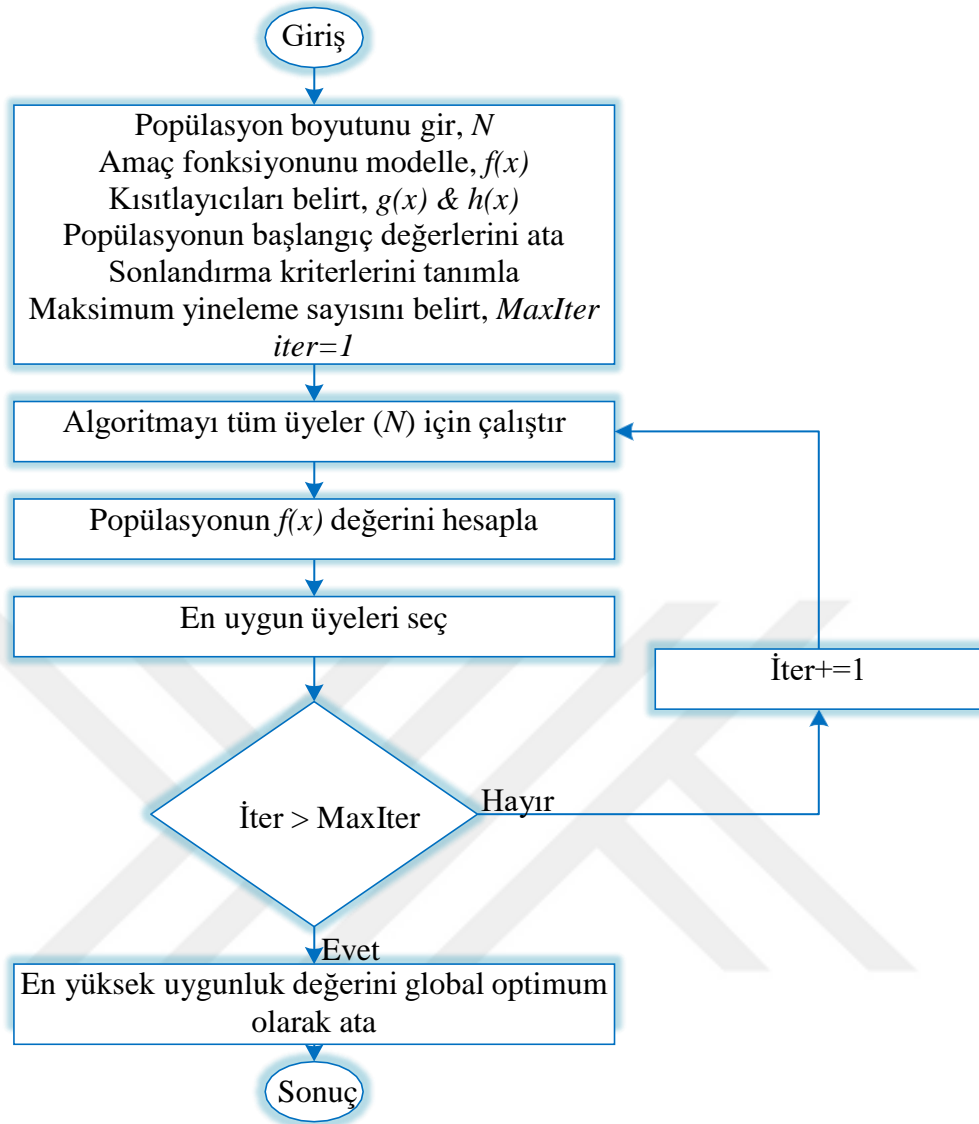 Giriş
Popülasyon boyutunu gir, N
Amaç fonksiyonunu modelle, f(x)
Kısıtlayıcıları belirt, g(x) & h(x)
Popülasyonun başlangıç değerlerini ata
Sonlandırma kriterlerini tanımla
Maksimum yineleme sayısını belirt, MaxIter
iter=1
Algoritmayı tüm üyeler (N) için çalıştır
Popülasyonun f(x) değerini hesapla
En uygun üyeleri seç
İter+=1
İter > MaxIter
Hayır
Evet
En yüksek uygunluk değerini global optimum
olarak ata
Sonuç